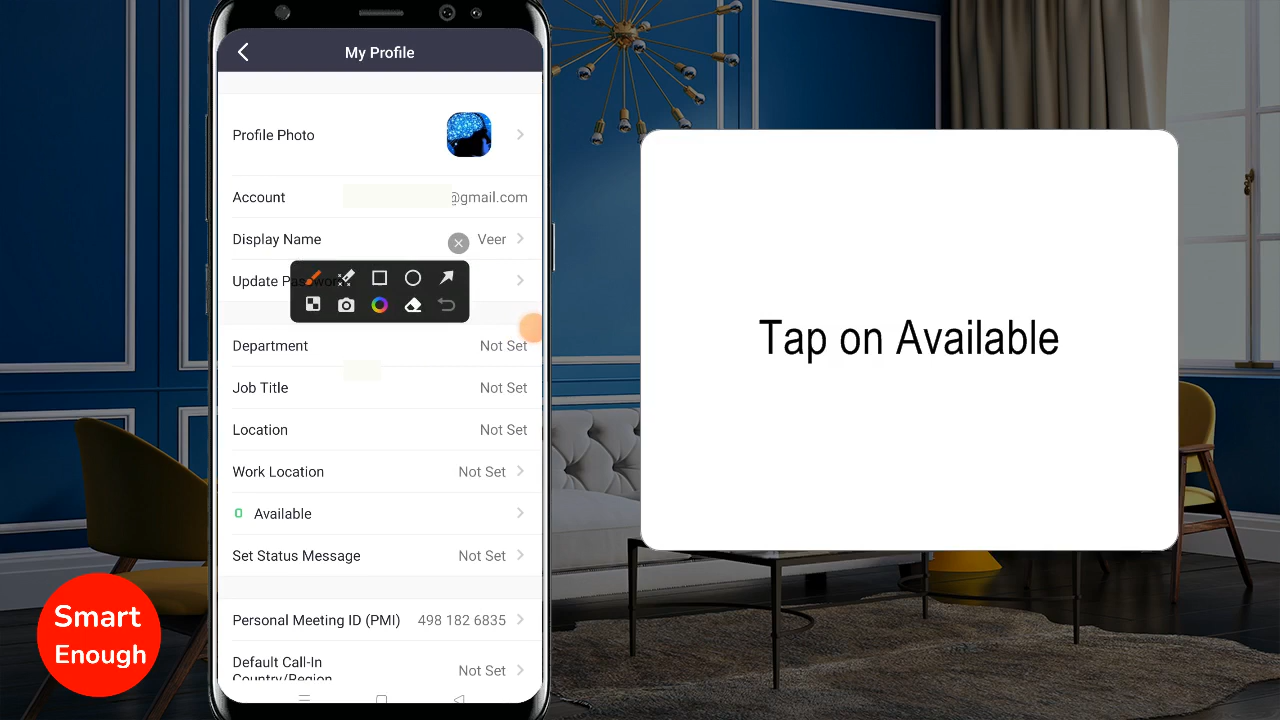 My Profile
Profile Photo
Account @gmail.com
Display Name Veer
Update Password
Department Not Set
Job Title Not Set
Location Not Set
Work Location Not Set
Available
Set Status Message Not Set
Personal Meeting ID (PMI) 498 182 6835
Default Call-In
Country/Region
Not Set
Tap on Available
Smart
Enough